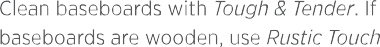 Clean baseboards with Tough & Tender. If
baseboards are wooden, use Rustic Touch